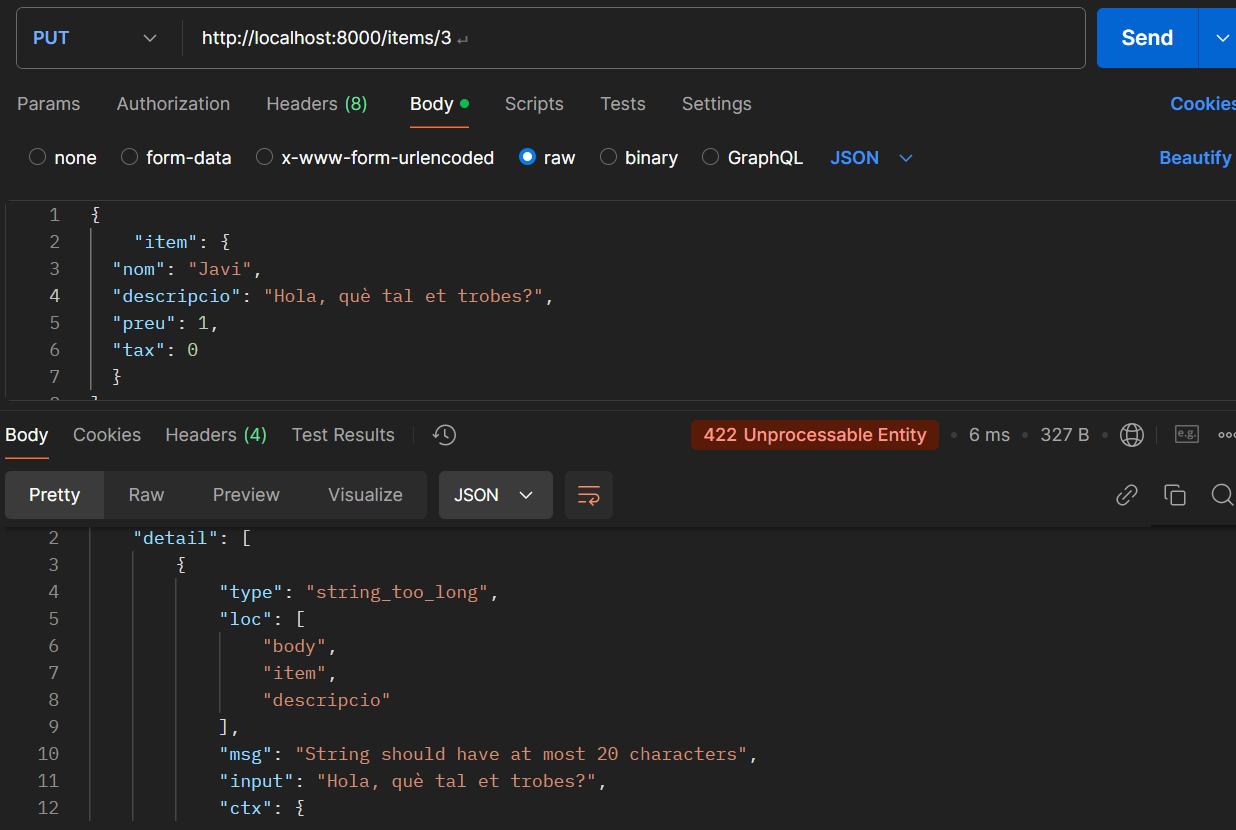 PUT http://localhost:8000/items/3 Send
Params Authorization Headers (8) Body Scripts Tests Settings Cookies
none form-data x-www-form-urlencoded raw binary GraphQL JSON Beautify
1 {
2 "item": {
3 "nom": "Javi",
4 "descripcio": "Hola, què tal et trobes?",
5 "preu": 1,
6 "tax": 0
7 }
Body Cookies Headers (4) Test Results 422 Unprocessable Entity 6 ms 327 B e.g.
Pretty Raw Preview Visualize JSON
2 "detail": [
3 {
4 "type": "string_too_long",
5 "loc": [
6 "body",
7 "item",
8 "descripcio"
9 ],
10 "msg": "String should have at most 20 characters",
11 "input": "Hola, què tal et trobes?",
12 "ctx": {